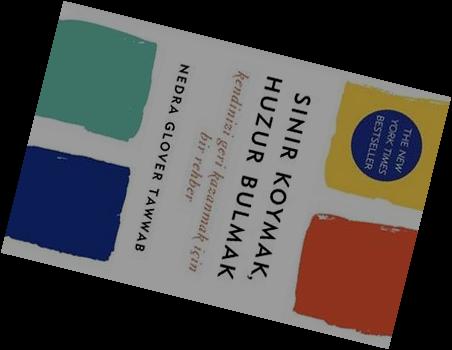 THE NEW
YORK TIMES
BESTSELLER
SINIR KOYMAK,
HUZUR BULMAK
kendinizi geri kazanmak için
bir rehber
NEDRA GLOVER TAWWAB